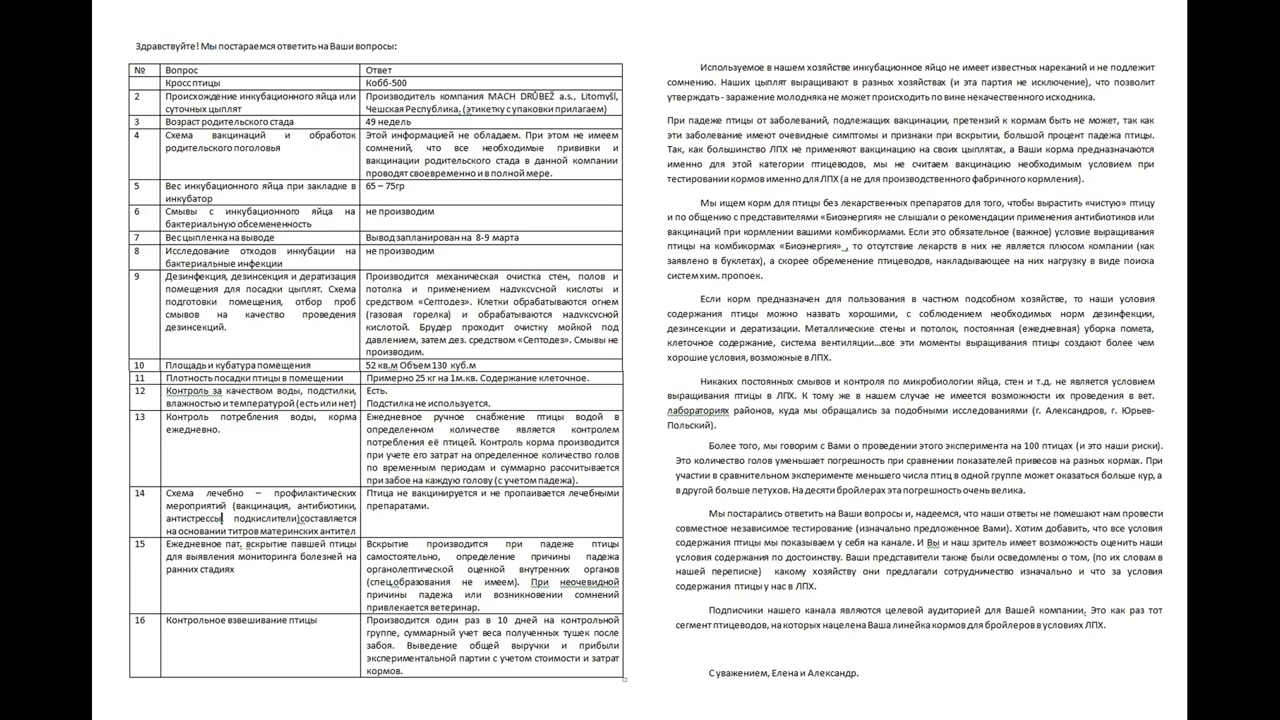 Здравствуйте! Мы постараемся ответить на Ваши вопросы:
№ Вопрос Ответ
Кросс птицы Кобб-500
2 Происхождение инкубационного яйца или суточных цыплят
Производитель компания MACH DRŮBEŽ a.s., Litomyšl, Чешская Республика, (этикетку с упаковки прилагаем)
3 Возраст родительского стада 49 недель
4 Схема вакцинаций и обработок родительского поголовья
Этой информацией не обладаем. При этом не имеем сомнений, что все необходимые прививки и вакцинации родительского стада в данной компании проводят своевременно и в полной мере.
5 Вес инкубационного яйца при закладке в инкубатор
65 – 75гр
6 Смывы с инкубационного яйца на бактериальную обсемененность
не производим
7 Вес цыпленка на выводе Вывод запланирован на 8-9 марта
8 Исследование отходов инкубации на бактериальные инфекции
не производим
9 Дезинфекция, дезинсекция и дератизация помещения для посадки цыплят. Схема подготовки помещения, отбор проб смывов на качество проведения дезинсекций.
Производится механическая очистка стен, полов и потолка и применением надуксусной кислоты и средством «Септодез». Клетки обрабатываются огнем (газовая горелка) и обрабатываются надуксусной кислотой. Брудер проходит очистку мойкой под давлением, затем дез. средством «Септодез». Смывы не производим.
10 Площадь и кубатура помещения 52 кв.м Объем 130 куб.м
11 Плотность посадки птицы в помещении Примерно 25 кг на 1м.кв. Содержание клеточное.
12 Контроль за качеством воды, подстилки, влажностью и температурой (есть или нет)
Есть.
Подстилка не используется.
13 Контроль потребления воды, корма ежедневно.
Ежедневное ручное снабжение птицы водой в определенном количестве является контролем потребления её птицей. Контроль корма производится при учете его затрат на определенное количество голов по временным периодам и суммарно рассчитывается при забое на каждую голову (с учетом падежа).
14 Схема лечебно – профилактических мероприятий (вакцинация, антибиотики, антистрессы, подкислители)составляется на основании титров материнских антител
Птица не вакцинируется и не пропаивается лечебными препаратами.
15 Ежедневное пат, вскрытие павшей птицы для выявления мониторинга болезней на ранних стадиях
Вскрытие производится при падеже птицы самостоятельно, определение причины падежа органолептической оценкой внутренних органов (спец.образования не имеем). При неочевидной причины падежа или возникновении сомнений привлекается ветеринар.
16 Контрольное взвешивание птицы
Производится один раз в 10 дней на контрольной группе, суммарный учет веса полученных тушек после забоя. Выведение общей выручки и прибыли экспериментальной партии с учетом стоимости и затрат кормов.
Используемое в нашем хозяйстве инкубационное яйцо не имеет известных нареканий и не подлежит
сомнению. Наших цыплят выращивают в разных хозяйствах (и эта партия не исключение), что позволит
утверждать - заражение молодняка не может происходить по вине некачественного исходника.
При падеже птицы от заболеваний, подлежащих вакцинации, претензий к кормам быть не может, так как
эти заболевание имеют очевидные симптомы и признаки при вскрытии, большой процент падежа птицы.
Так, как большинство ЛПХ не применяют вакцинацию на своих цыплятах, а Ваши корма предназначаются
именно для этой категории птицеводов, мы не считаем вакцинацию необходимым условием при
тестировании кормов именно для ЛПХ (а не для производственного фабричного кормления).
Мы ищем корм для птицы без лекарственных препаратов для того, чтобы вырастить «чистую» птицу
и по общению с представителями «Биоэнергия» не слышали о рекомендации применения антибиотиков или
вакцинаций при кормлении вашими комбикормами. Если это обязательное (важное) условие выращивания
птицы на комбикормах «Биоэнергия» , то отсутствие лекарств в них не является плюсом компании (как
заявлено в буклетах), а скорее обременение птицеводов, накладывающее на них нагрузку в виде поиска
систем хим. пропоек.
Если корм предназначен для пользования в частном подсобном хозяйстве, то наши условия
содержания птицы можно назвать хорошими, с соблюдением необходимых норм дезинфекции,
дезинсекции и дератизации. Металлические стены и потолок, постоянная (ежедневная) уборка помета,
клеточное содержание, система вентиляции…все эти моменты выращивания птицы создают более чем
хорошие условия, возможные в ЛПХ.
Никаких постоянных смывов и контроля по микробиологии яйца, стен и т.д. не является условием
выращивания птицы в ЛПХ. К тому же в нашем случае не имеется возможности их проведения в вет.
лабораториях районов, куда мы обращались за подобными исследованиями (г. Александров, г. Юрьев-
Польский).
Более того, мы говорим с Вами о проведении этого эксперимента на 100 птицах (и это наши риски).
Это количество голов уменьшает погрешность при сравнении показателей привесов на разных кормах. При
участии в сравнительном эксперименте меньшего числа птиц в одной группе может оказаться больше кур, а
в другой больше петухов. На десяти бройлерах эта погрешность очень велика.
Мы постарались ответить на Ваши вопросы и, надеемся, что наши ответы не помешают нам провести
совместное независимое тестирование (изначально предложенное Вами). Хотим добавить, что все условия
содержания птицы мы показываем у себя на канале. И Вы и наш зритель имеет возможность оценить наши
условия содержания по достоинству. Ваши представители также были осведомлены о том, (по их словам в
нашей переписке) какому хозяйству они предлагали сотрудничество изначально и что за условия
содержания птицы у нас в ЛПХ.
Подписчики нашего канала являются целевой аудиторией для Вашей компании. Это как раз тот
сегмент птицеводов, на которых нацелена Ваша линейка кормов для бройлеров в условиях ЛПХ.
С уважением, Елена и Александр.